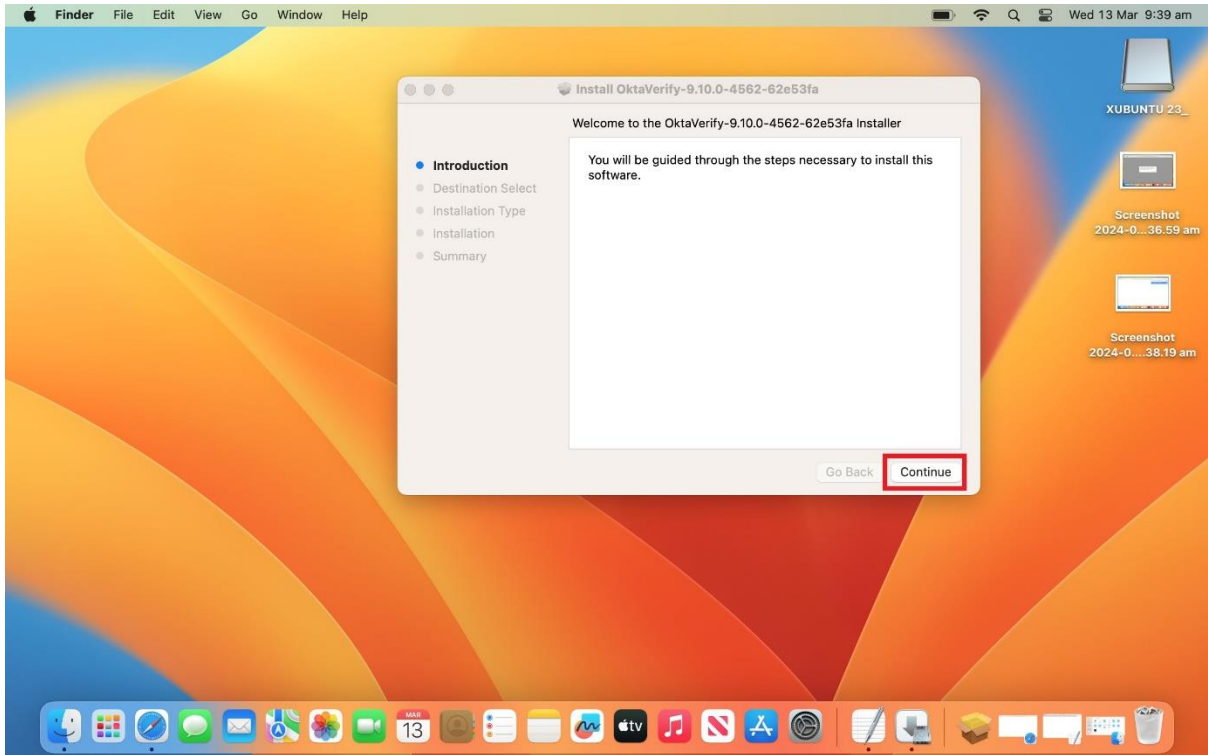 Finder File Edit View Go Window Help
Wed 13 Mar 9:39 am
Install OktaVerify-9.10.0-4562-62e53fa
Welcome to the OktaVerify-9.10.0-4562-62e53fa Installer
Introduction
Destination Select
Installation Type
Installation
Summary
You will be guided through the steps necessary to install this
software.
Go Back Continue
XUBUNTU 23_
Screenshot
2024-0...36.59 am
Screenshot
2024-0....38.19 am
MAR
13
tv